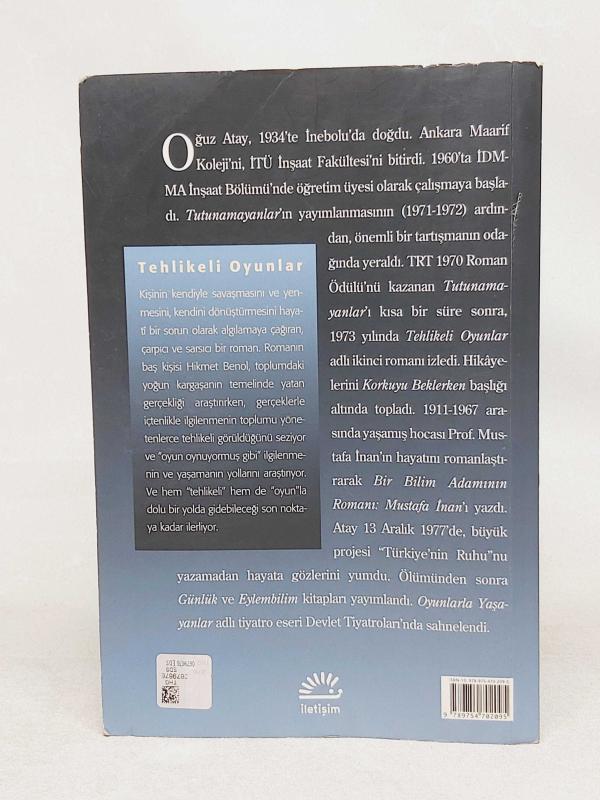 Oğuz Atay, 1934'te İnebolu'da doğdu. Ankara Maarif
Koleji'ni, İTÜ İnşaat Fakültesi'ni bitirdi. 1960'ta İDM-
MA İnşaat Bölümü'nde öğretim üyesi olarak çalışmaya başla-
dı. Tutunamayanlar'ın yayımlanmasının (1971-1972) ardın-
dan, önemli bir tartışmanın oda-
ğında yeraldı. TRT 1970 Roman
Ödülü'nü kazanan Tutunama-
yanlar'ı kısa bir süre sonra,
1973 yılında Tehlikeli Oyunlar
adlı ikinci romanı izledi. Hikâye-
lerini Korkuyu Beklerken başlığı
altında topladı. 1911-1967 ara-
sında yaşamış hocası Prof. Mus-
tafa İnan'ın hayatını romanlaştı-
rarak Bir Bilim Adamının
Romanı: Mustafa İnan'ı yazdı.
Atay 13 Aralık 1977'de, büyük
projesi "Türkiye'nin Ruhu"nu
yazamadan hayata gözlerini yumdu. Ölümünden sonra
Günlük ve Eylembilim kitapları yayımlandı. Oyunlarla Yaşa-
yanlar adlı tiyatro eseri Devlet Tiyatroları'nda sahnelendi.
Tehlikeli Oyunlar
Kişinin kendiyle savaşmasını ve yen-
mesini, kendini dönüştürmesini haya-
tî bir sorun olarak algılamaya çağıran,
çarpıcı ve sarsıcı bir roman. Romanın
baş kişisi Hikmet Benol, toplumdaki
yoğun kargaşanın temelinde yatan
gerçekliği araştırırken, gerçeklerle
içtenlikle ilgilenmenin toplumu yöne-
tenlerce tehlikeli görüldüğünü seziyor
ve "oyun oynuyormuş gibi" ilgilenme-
nin ve yaşamanın yollarını araştırıyor.
Ve hem "tehlikeli" hem de "oyun"la
dolu bir yolda gidebileceği son nokta-
ya kadar ilerliyor.
iletişim
9 789754 702095